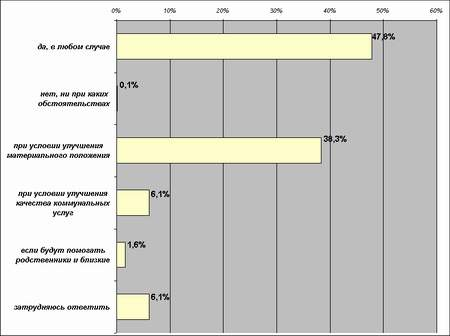 0% 10% 20% 30% 40% 50% 60%
да, в любом случае
47,8%
нет, ни при каких
обстоятельствах
0,1%
при условии улучшения
материального положения
38,3%
при условии улучшения
качества коммунальных
услуг
6,1%
если будут помогать
родственники и близкие
1,6%
затрудняюсь ответить
6,1%